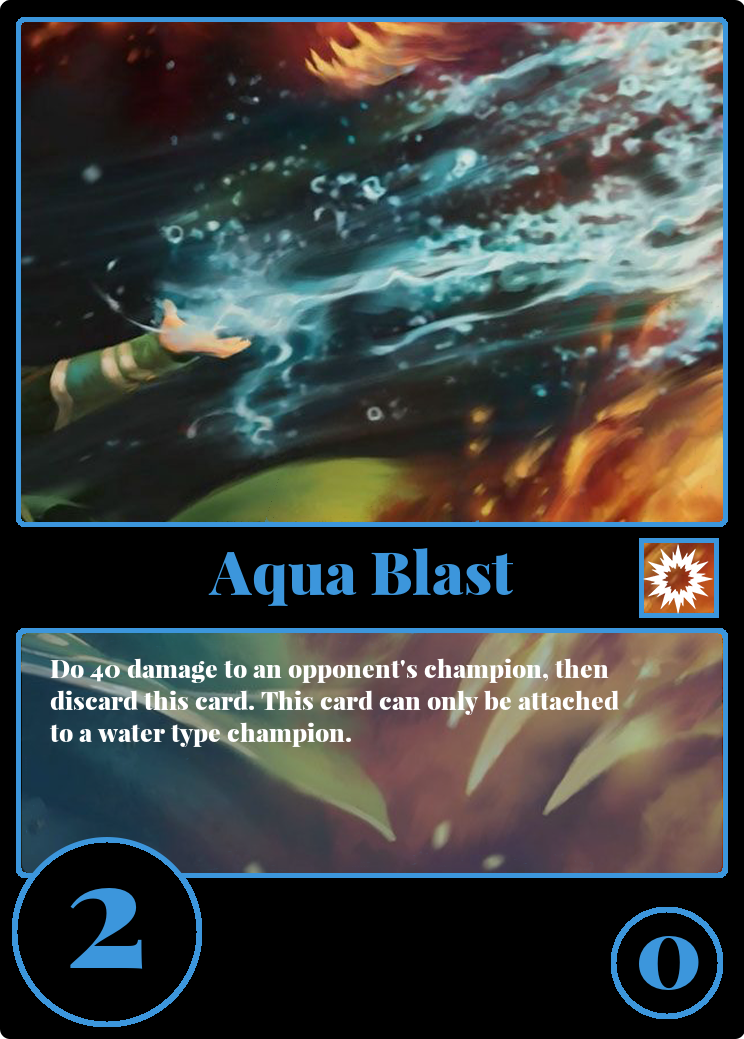 Aqua Blast
Do 40 damage to an opponent's champion, then
discard this card. This card can only be attached
to a water type champion.
2
0